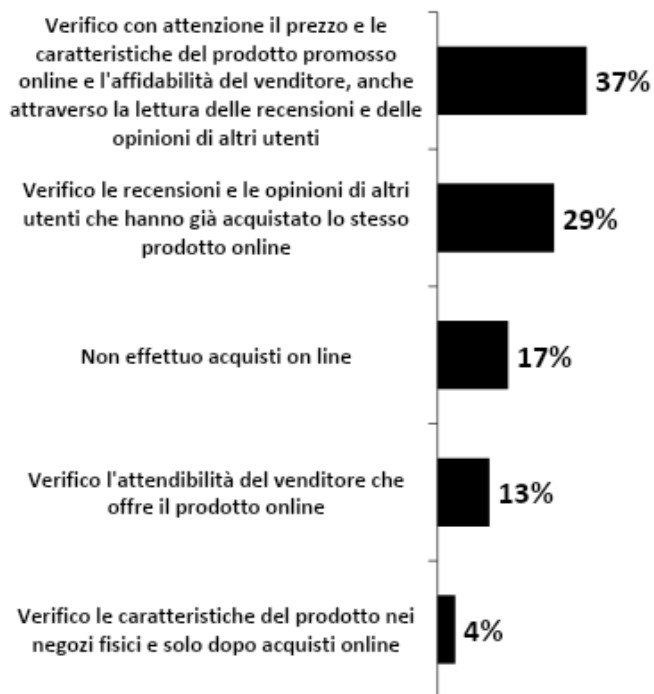 Verifico con attenzione il prezzo e le
caratteristiche del prodotto promosso
online e l'affidabilità del venditore, anche
attraverso la lettura delle recensioni e delle
opinioni di altri utenti
37%
Verifico le recensioni e le opinioni di altri
utenti che hanno già acquistato lo stesso
prodotto online
29%
Non effettuo acquisti on line
17%
Verifico l'attendibilità del venditore che
offre il prodotto online
13%
Verifico le caratteristiche del prodotto nei
negozi fisici e solo dopo acquisti online
4%